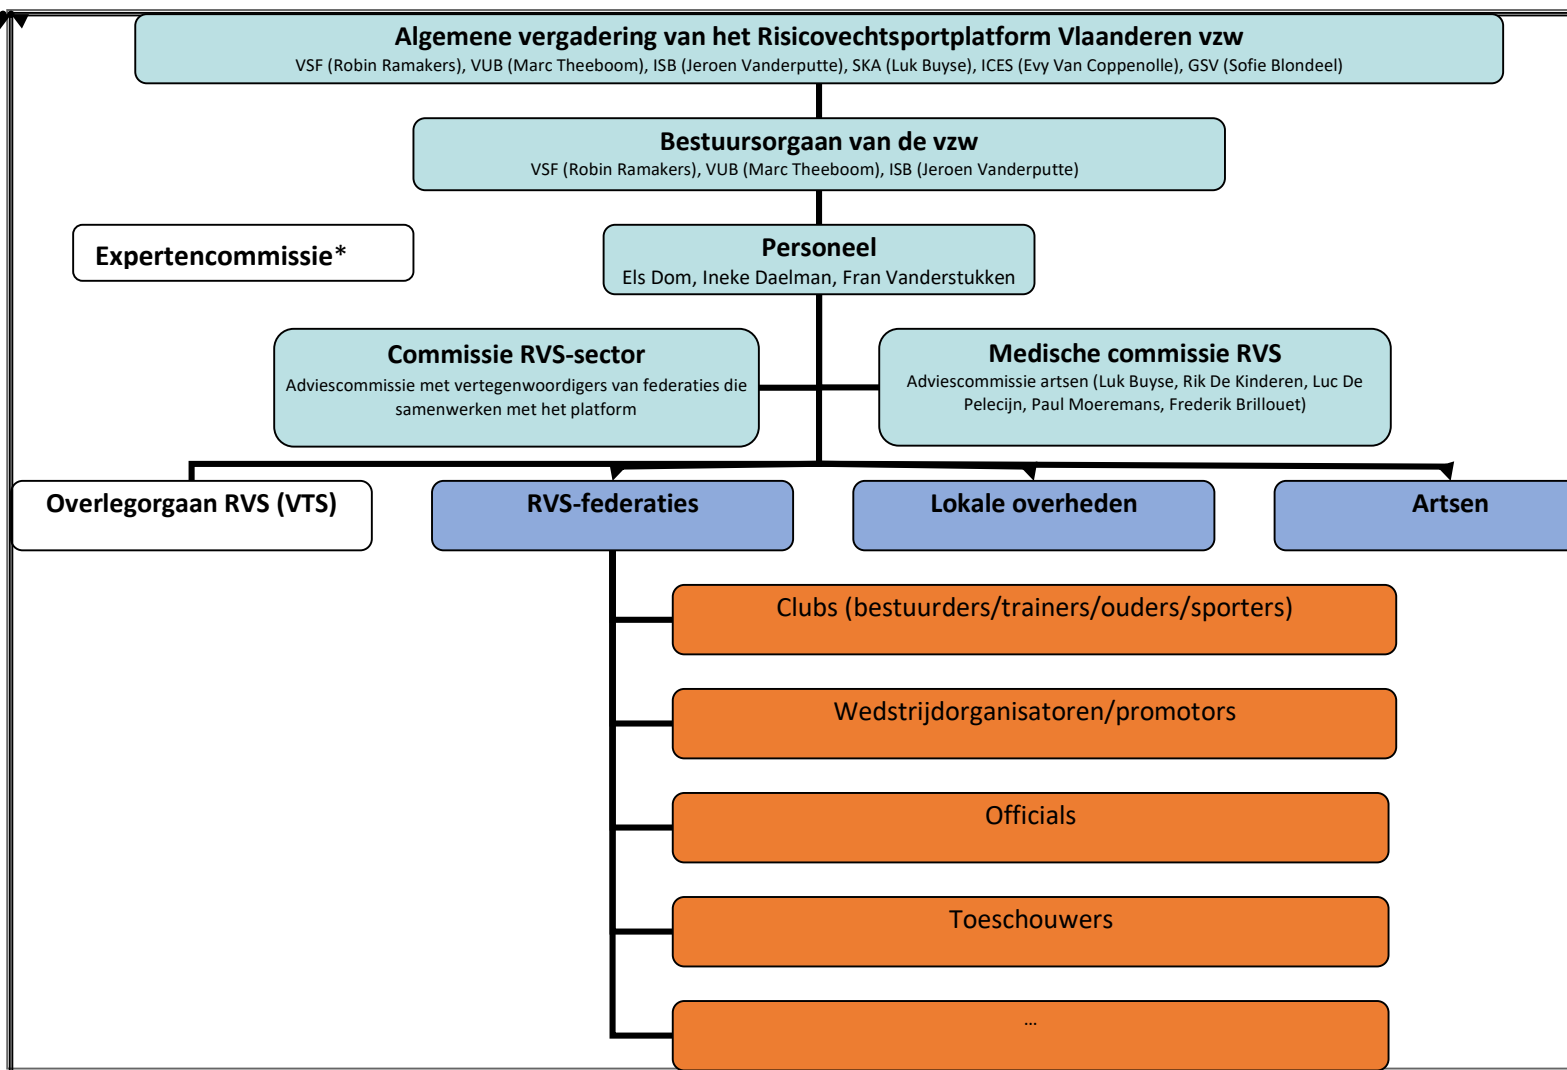 Algemene vergadering van het Risicovechtsportplatform Vlaanderen vzw
VSF (Robin Ramakers), VUB (Marc Theeboom), ISB (Jeroen Vanderputte), SKA (Luk Buyse), ICES (Evy Van Coppenolle), GSV (Sofie Blondeel)
Bestuursorgaan van de vzw
VSF (Robin Ramakers), VUB (Marc Theeboom), ISB (Jeroen Vanderputte)
Expertencommissie*
Personeel
Els Dom, Ineke Daelman, Fran Vanderstukken
Commissie RVS-sector
Adviescommissie met vertegenwoordigers van federaties die
samenwerken met het platform
Medische commissie RVS
Adviescommissie artsen (Luk Buyse, Rik De Kinderen, Luc De
Pelecijn, Paul Moeremans, Frederik Brillouet)
Overlegorgaan RVS (VTS)
RVS-federaties
Lokale overheden
Artsen
Clubs (bestuurders/trainers/ouders/sporters)
Wedstrijdorganisatoren/promotors
Officials
Toeschouwers
...